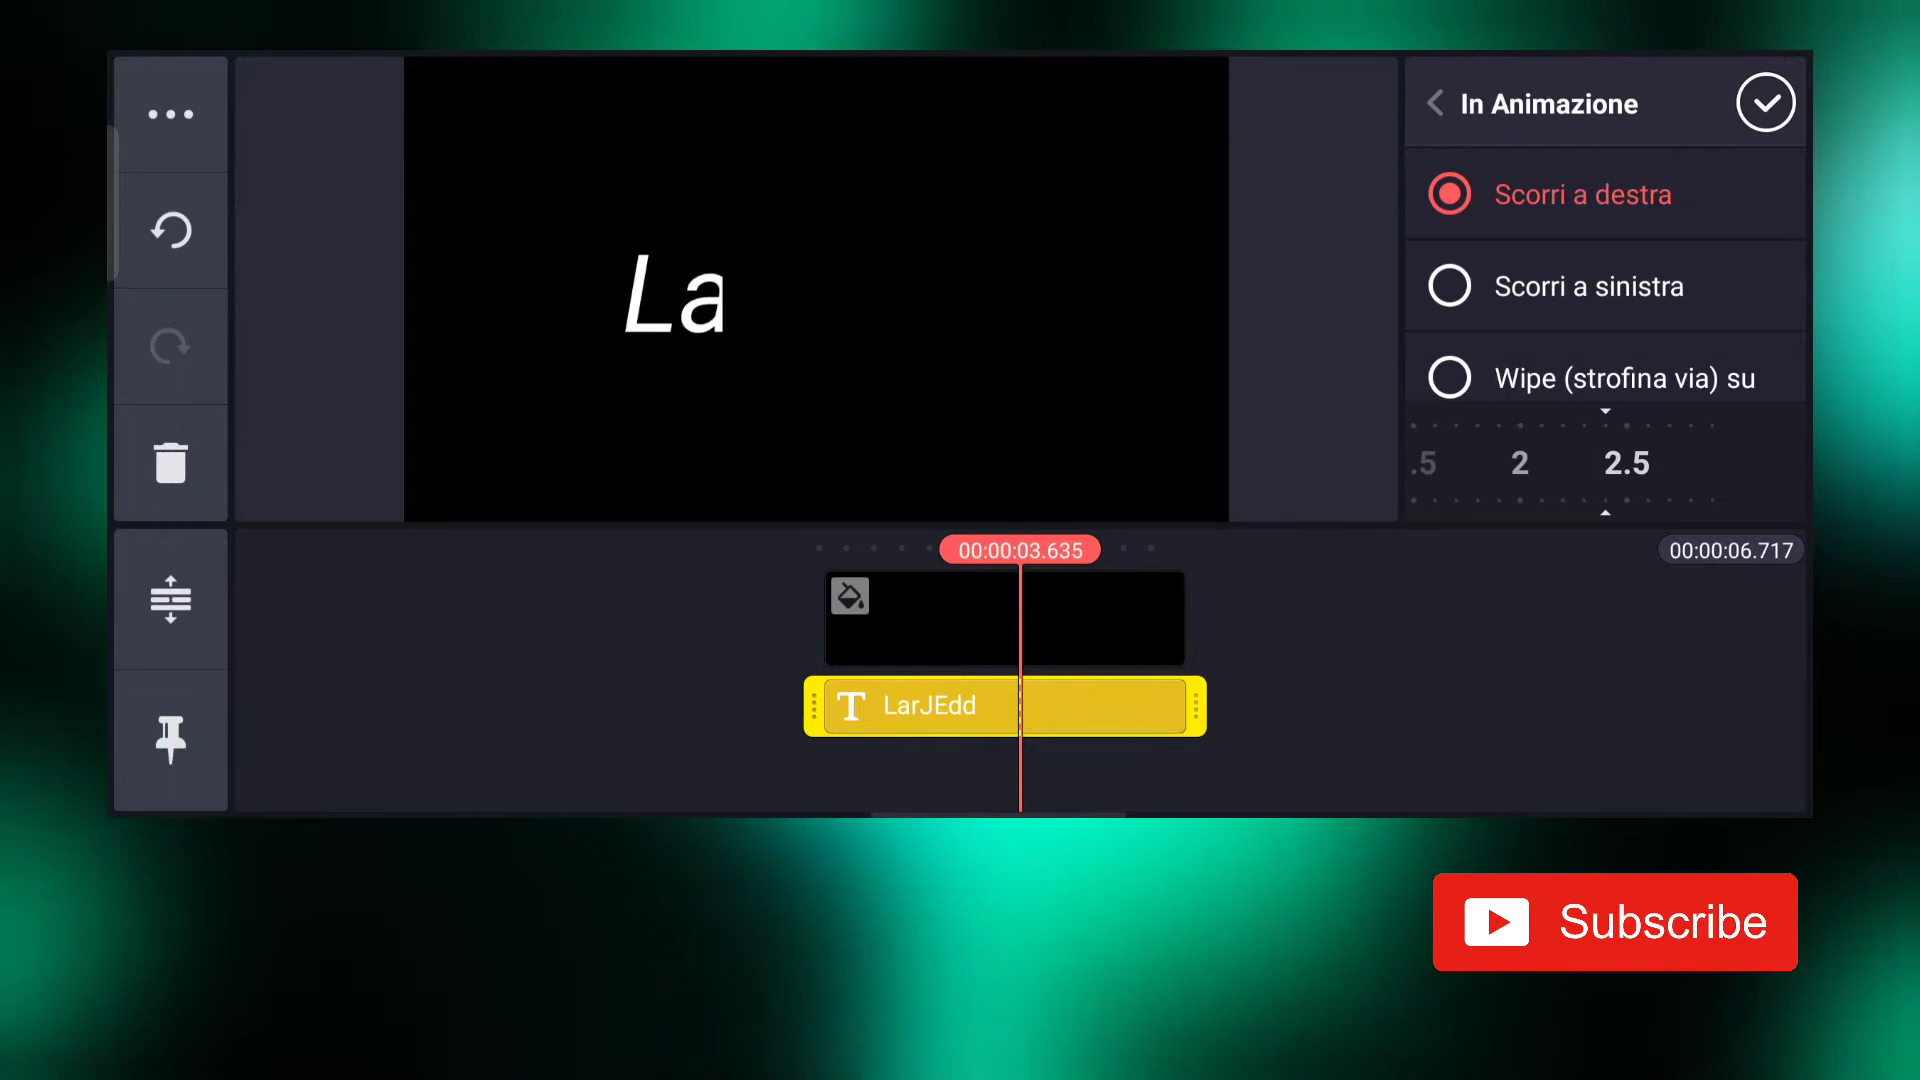 In Animazione
Scorri a destra
La
Scorri a sinistra
Wipe (strofina via) su
.5 2 2.5
00:00:03.635
00:00:06.717
T LarJEdd
Subscribe